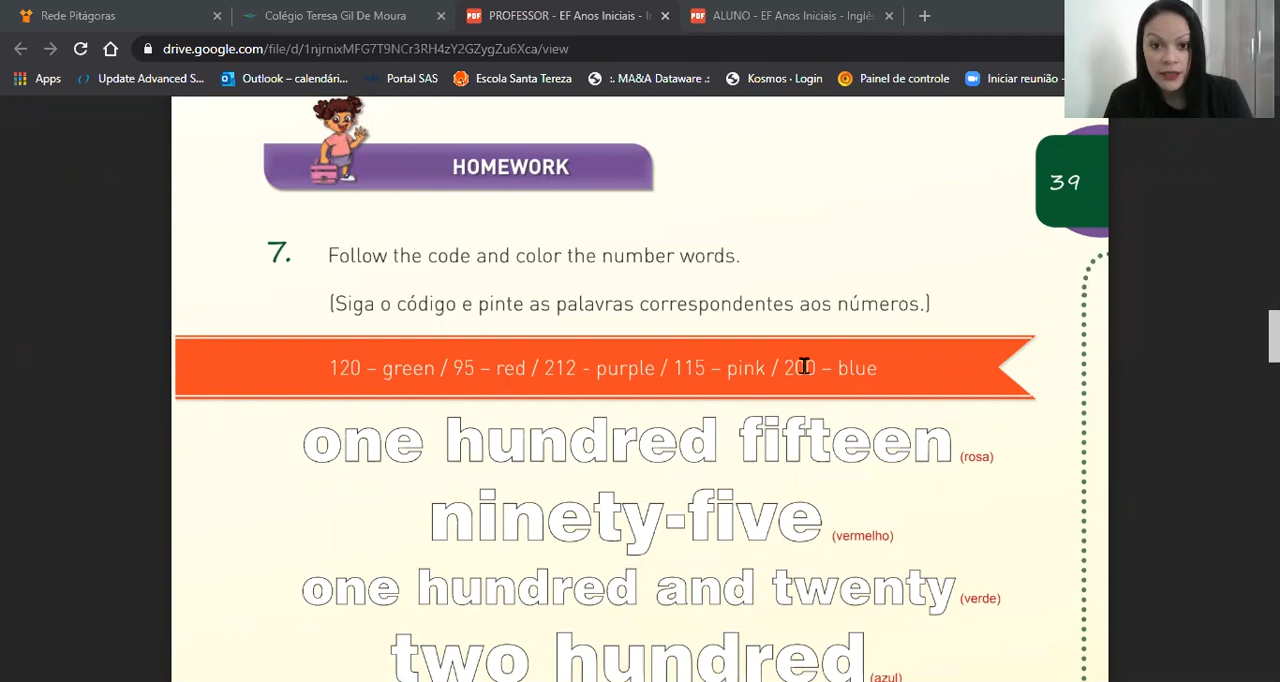 Rede Pitágoras
Colégio Teresa Gil De Moura
PROFESSOR - EF Anos Iniciais - I
ALUNO - EF Anos Iniciais - Inglê
drive.google.com/file/d/1njrnixMFG7T9NCr3RH4zY2GZygZu6Xca/view
Apps
Update Advanced S...
Outlook – calendári...
Portal SAS
Escola Santa Tereza
:. MA&A Dataware .:
Kosmos · Login
Painel de controle
Iniciar reunião –
HOMEWORK
39
7. Follow the code and color the number words.
(Siga o código e pinte as palavras correspondentes aos números.)
120 – green / 95 – red / 212 - purple / 115 – pink / 200 – blue
one hundred fifteen (rosa)
ninety-five (vermelho)
one hundred and twenty (verde)
two hundred (azul)